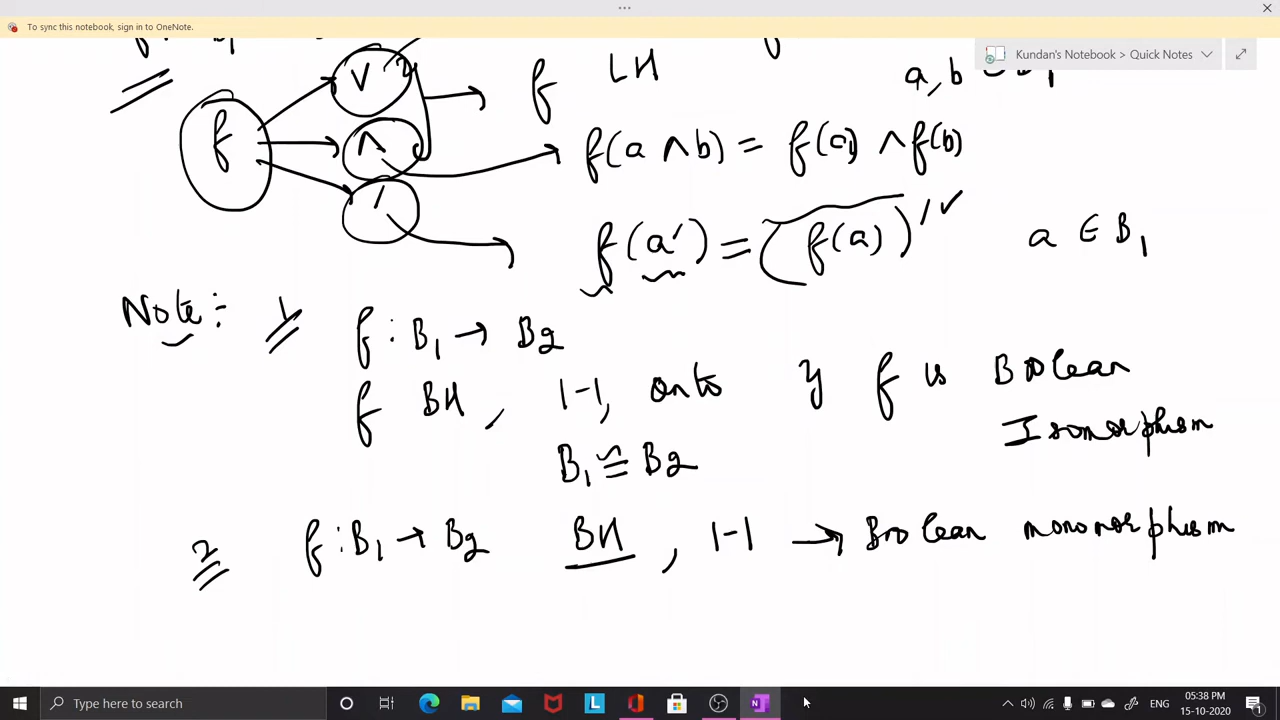 To sync this notebook, sign in to OneNote.
Kundan's Notebook > Quick Notes
f LH
a, b ∈ B₁
f
∨
∧
′
f(a ∧ b) = f(a) ∧ f(b)
f(a′) = (f(a))′ ✓ a ∈ B₁
Note :- 1 f : B₁ → B₂
f BH, 1-1, onto y f is Boolean
Isomorphism
B₁ ≅ B₂
2 f : B₁ → B₂ BH, 1-1 → Boolean monomorphism
Type here to search
ENG
05:38 PM
15-10-2020